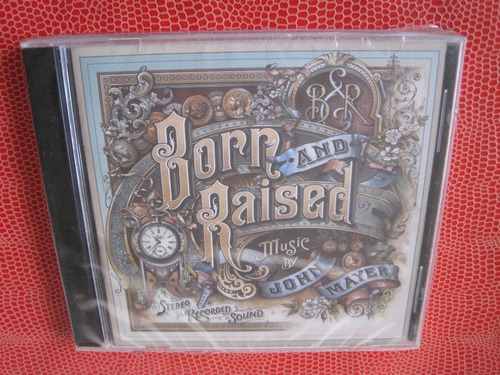 B&R
Born
AND
Raised
Music
BY
JOHN
MAYER
STEREO
RECORDED
SOUND